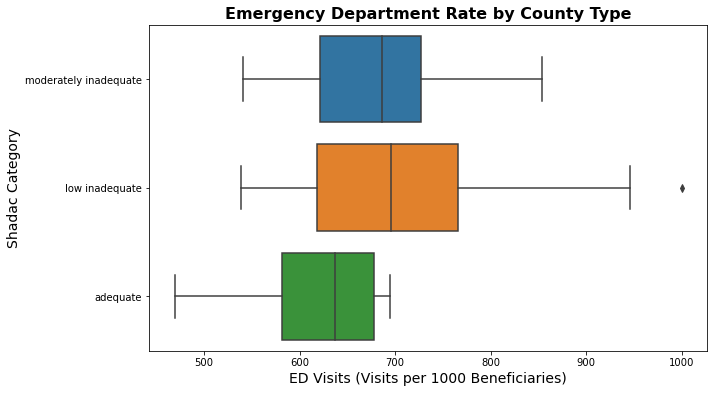 Emergency Department Rate by County Type
Shadac Category
moderately inadequate
low inadequate
adequate
500 600 700 800 900 1000
ED Visits (Visits per 1000 Beneficiaries)